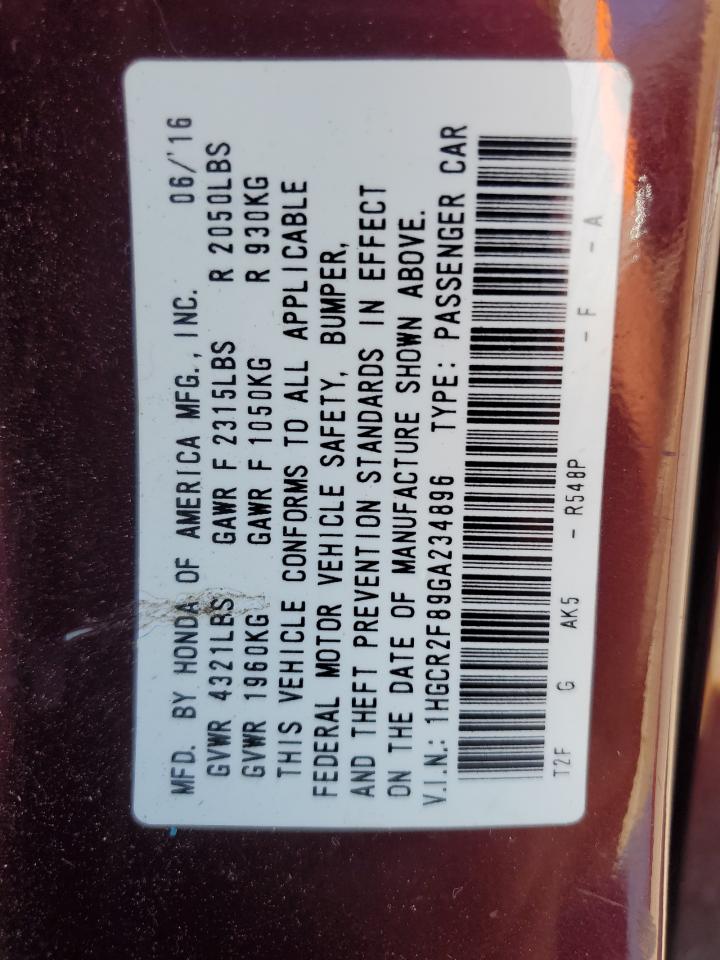 MFD. BY HONDA OF AMERICA MFG., INC. 06/'16
GVWR 4321LBS GAWR F 2315LBS R 2050LBS
GVWR 1960KG GAWR F 1050KG R 930KG
THIS VEHICLE CONFORMS TO ALL APPLICABLE
FEDERAL MOTOR VEHICLE SAFETY, BUMPER,
AND THEFT PREVENTION STANDARDS IN EFFECT
ON THE DATE OF MANUFACTURE SHOWN ABOVE.
V.I.N.: 1HGCR2F89GA234896 TYPE: PASSENGER CAR
T2F G AK5 - R548P - F - A